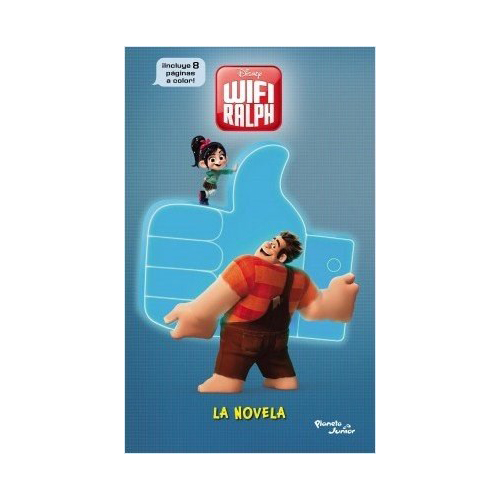 ¡Incluye 8
páginas
a color!
Disney
WIFI
RALPH
LA NOVELA
Planeta
Junior